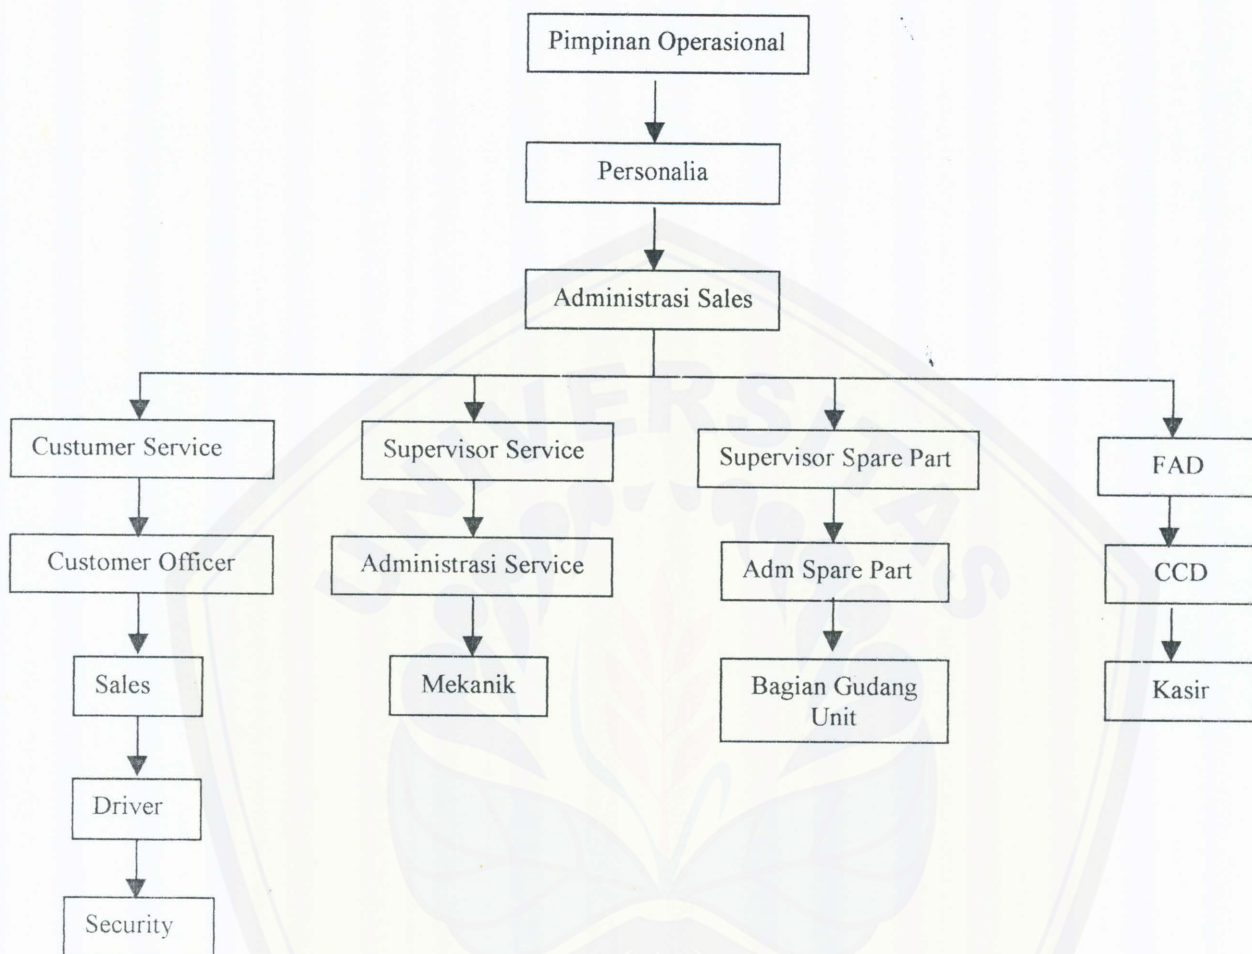 Pimpinan Operasional
Personalia
Administrasi Sales
Custumer Service
Supervisor Service
Supervisor Spare Part
FAD
Customer Officer
Administrasi Service
Adm Spare Part
CCD
Sales
Mekanik
Bagian Gudang
Unit
Kasir
Driver
Security
UNIVERSITAS